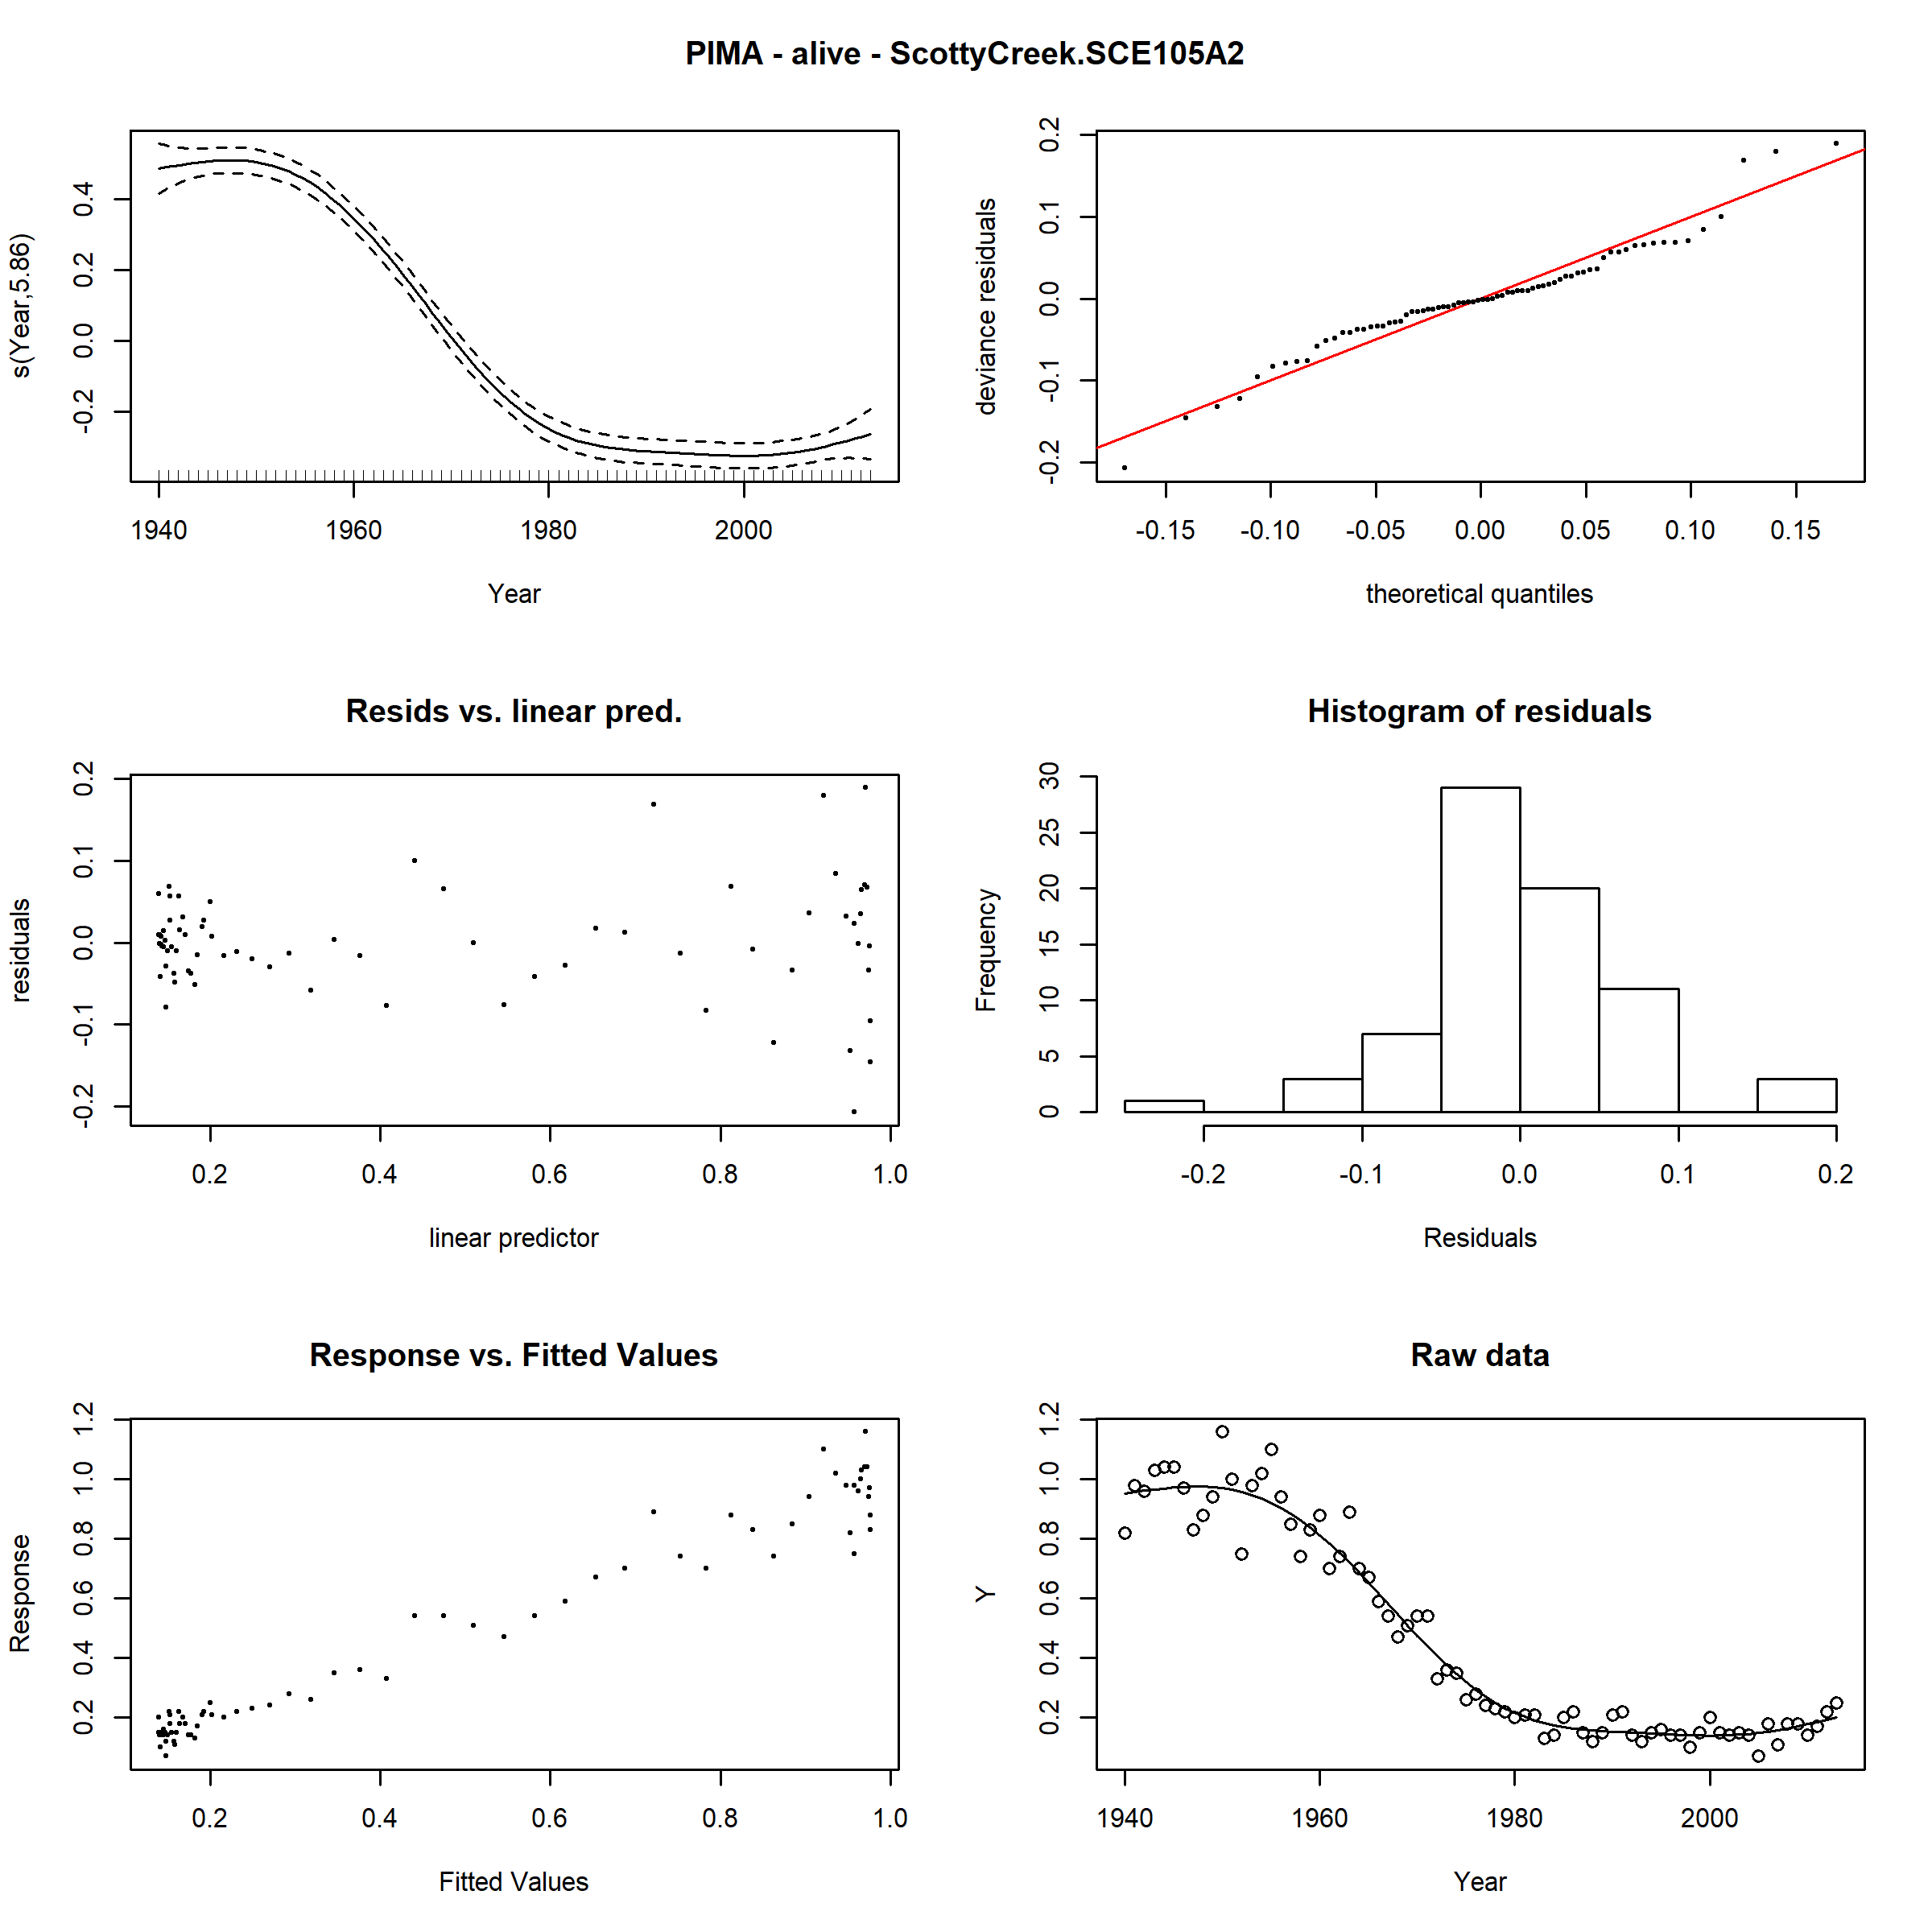 PIMA - alive - ScottyCreek.SCE105A2
s(Year,5.86)
0.4
0.2
0.0
-0.2
1940 1960 1980 2000
Year
deviance residuals
0.2
0.1
0.0
-0.1
-0.2
-0.15 -0.10 -0.05 0.00 0.05 0.10 0.15
theoretical quantiles
Resids vs. linear pred.
residuals
0.2
0.1
0.0
-0.1
-0.2
0.2 0.4 0.6 0.8 1.0
linear predictor
Histogram of residuals
Frequency
30
25
20
15
10
5
0
-0.2 -0.1 0.0 0.1 0.2
Residuals
Response vs. Fitted Values
Response
1.2
1.0
0.8
0.6
0.4
0.2
0.2 0.4 0.6 0.8 1.0
Fitted Values
Raw data
Y
1.2
1.0
0.8
0.6
0.4
0.2
1940 1960 1980 2000
Year